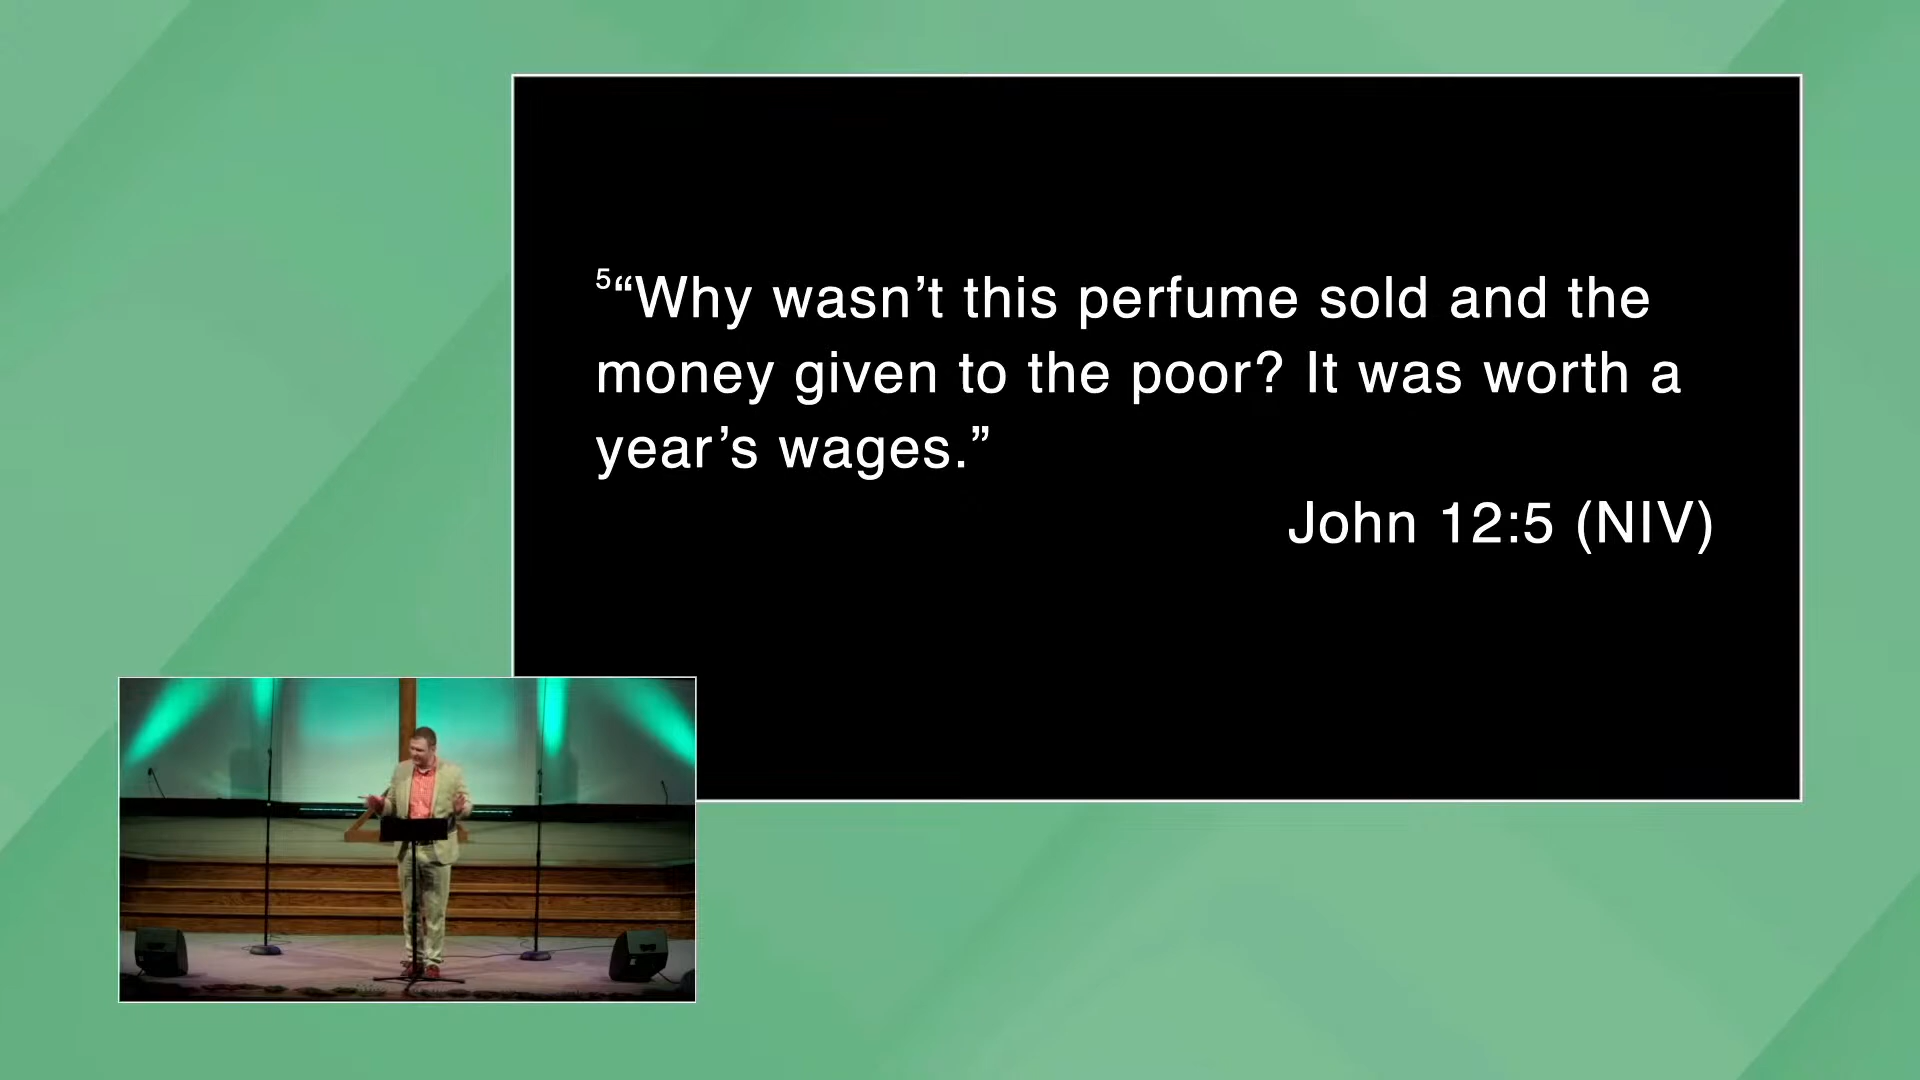 ⁵“Why wasn’t this perfume sold and the
money given to the poor? It was worth a
year’s wages.”
John 12:5 (NIV)